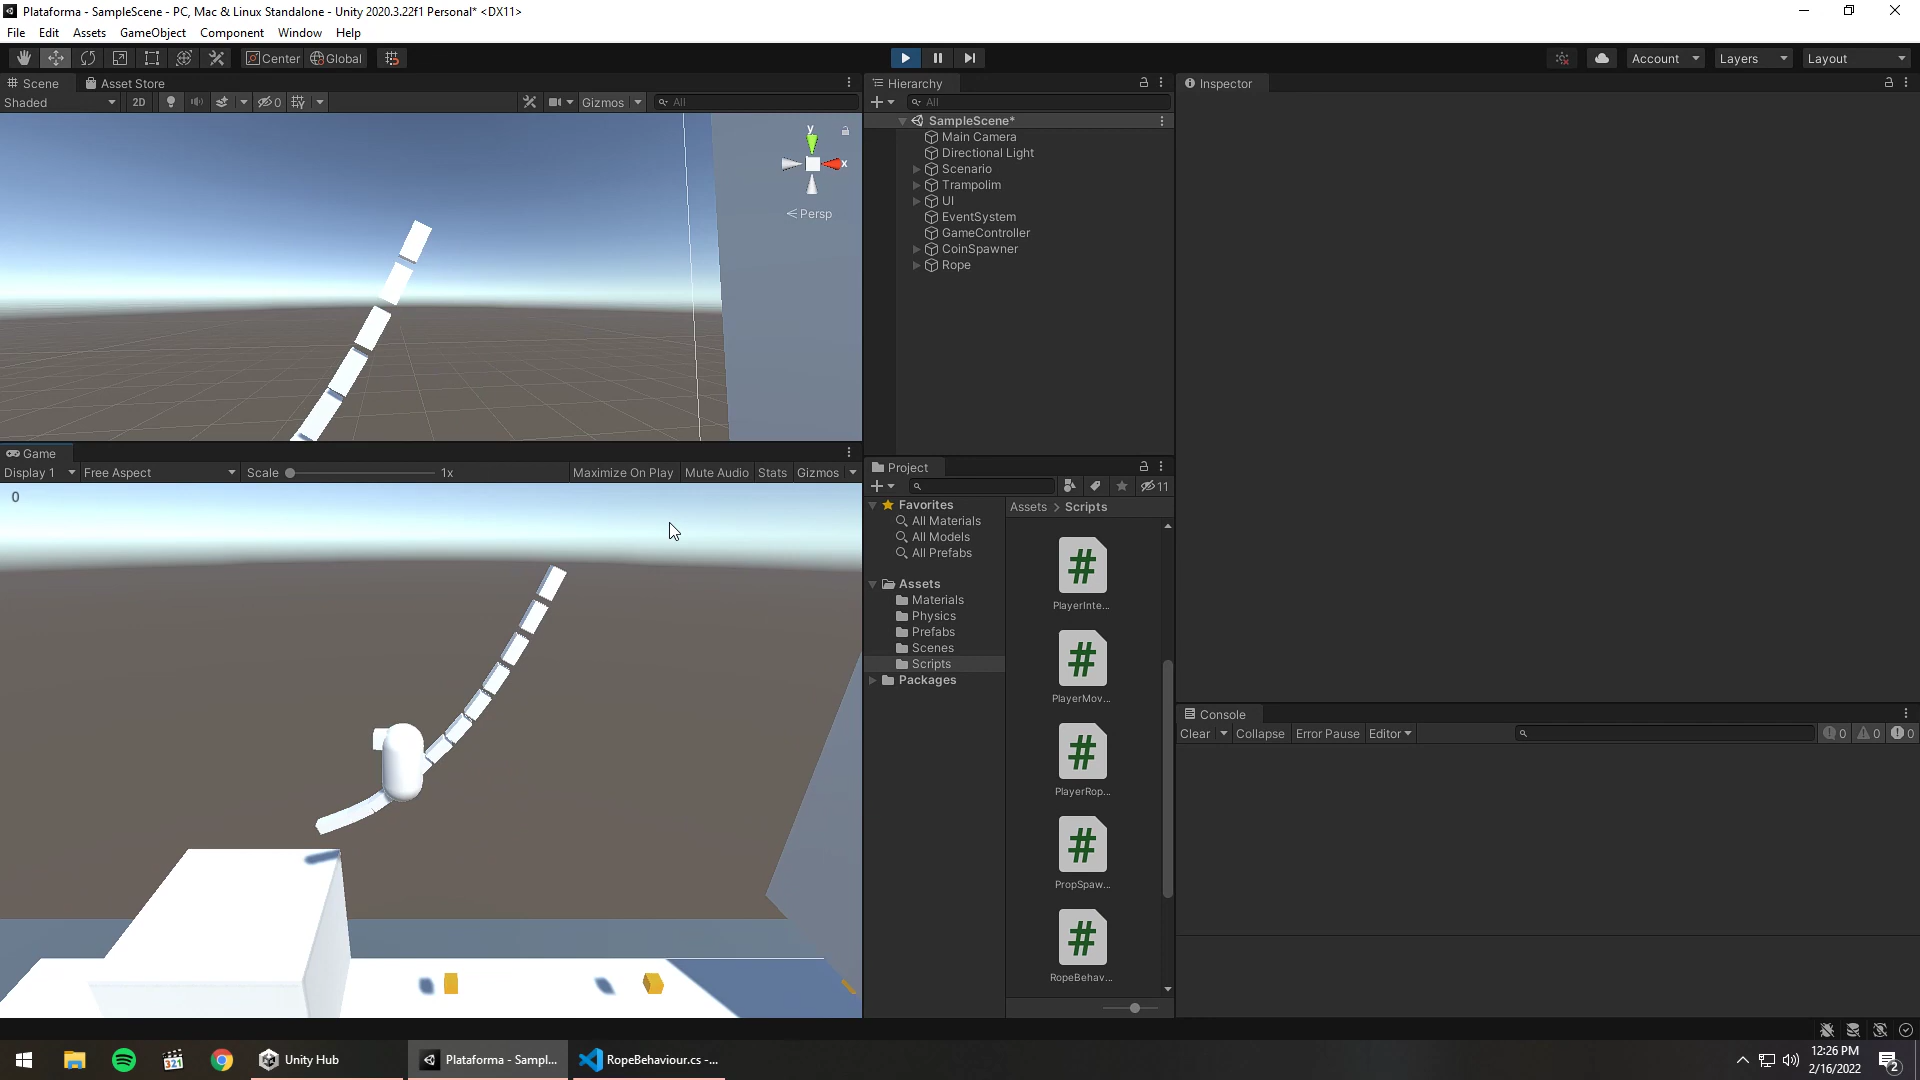 Plataforma - SampleScene - PC, Mac & Linux Standalone - Unity 2020.3.22f1 Personal* <DX11>
File Edit Assets GameObject Component Window Help
Center Global
Account Layers Layout
Scene Asset Store
Shaded 2D 0 Gizmos All
y
x
Persp
Game
Display 1 Free Aspect Scale 1x Maximize On Play Mute Audio Stats Gizmos
0
Hierarchy
All
SampleScene*
Main Camera
Directional Light
Scenario
Trampolim
UI
EventSystem
GameController
CoinSpawner
Rope
Project
11
Favorites
All Materials
All Models
All Prefabs
Assets
Materials
Physics
Prefabs
Scenes
Scripts
Packages
Assets > Scripts
PlayerInte...
PlayerMov...
PlayerRop...
PropSpaw...
RopeBehav...
Inspector
Console
Clear Collapse Error Pause Editor 0 0 0
321
Unity Hub
Plataforma - Sampl...
RopeBehaviour.cs -...
12:26 PM
2/16/2022
2